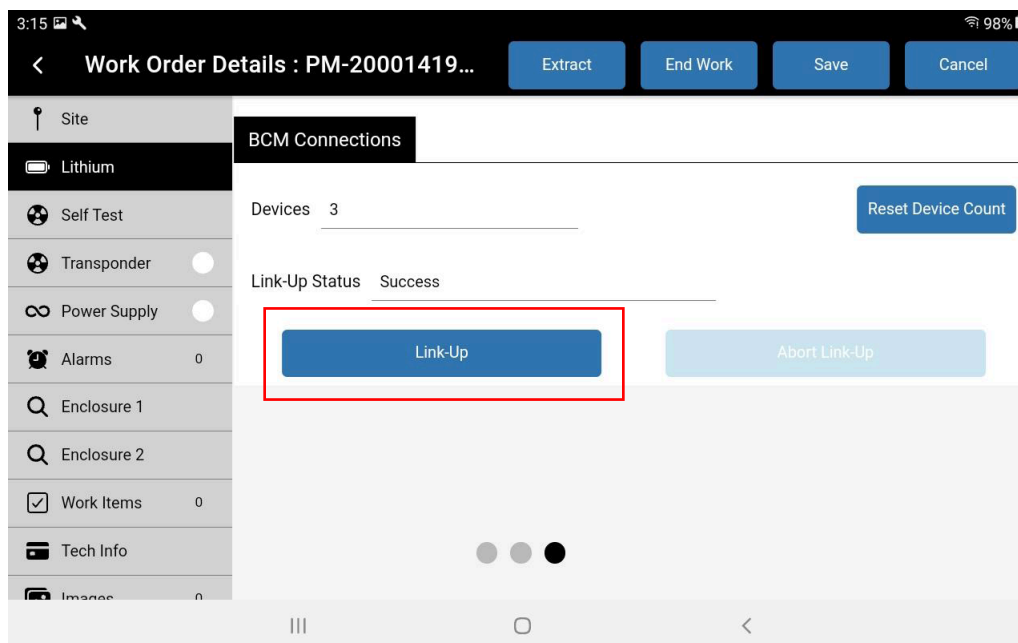 3:15 98%
Work Order Details : PM-20001419... Extract End Work Save Cancel
Site
Lithium
Self Test
Transponder
Power Supply
Alarms 0
Enclosure 1
Enclosure 2
Work Items 0
Tech Info
Images 0
BCM Connections
Devices 3 Reset Device Count
Link-Up Status Success
Link-Up Abort Link-Up